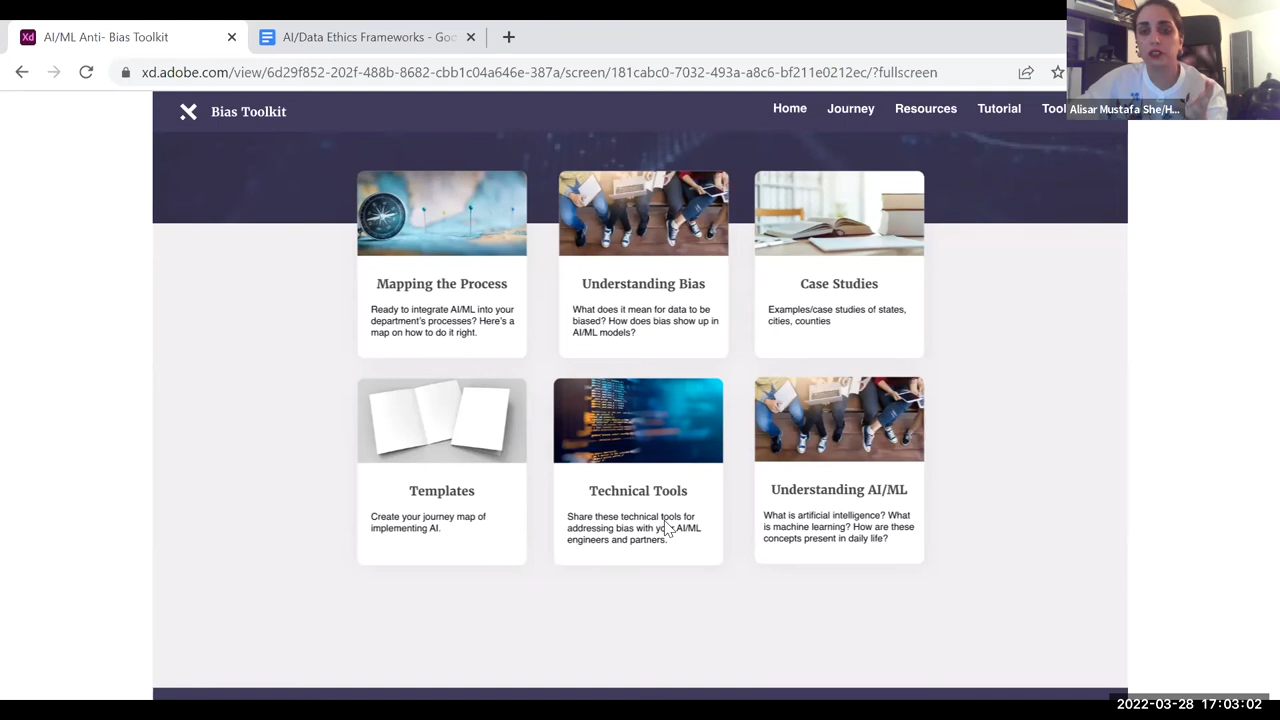 AI/ML Anti- Bias Toolkit
AI/Data Ethics Frameworks - Goo
xd.adobe.com/view/6d29f852-202f-488b-8682-cbb1c04a646e-387a/screen/181cabc0-7032-493a-a8c6-bf211e0212ec/?fullscreen
Alisar Mustafa She/H...
Bias Toolkit
Home Journey Resources Tutorial Tool
Mapping the Process
Ready to integrate AI/ML into your
department's processes? Here's a
map on how to do it right.
Understanding Bias
What does it mean for data to be
biased? How does bias show up in
AI/ML models?
Case Studies
Examples/case studies of states,
cities, counties
Templates
Create your journey map of
implementing AI.
Technical Tools
Share these technical tools for
addressing bias with your AI/ML
engineers and partners.
Understanding AI/ML
What is artificial intelligence? What
is machine learning? How are these
concepts present in daily life?
2022-03-28 17:03:02